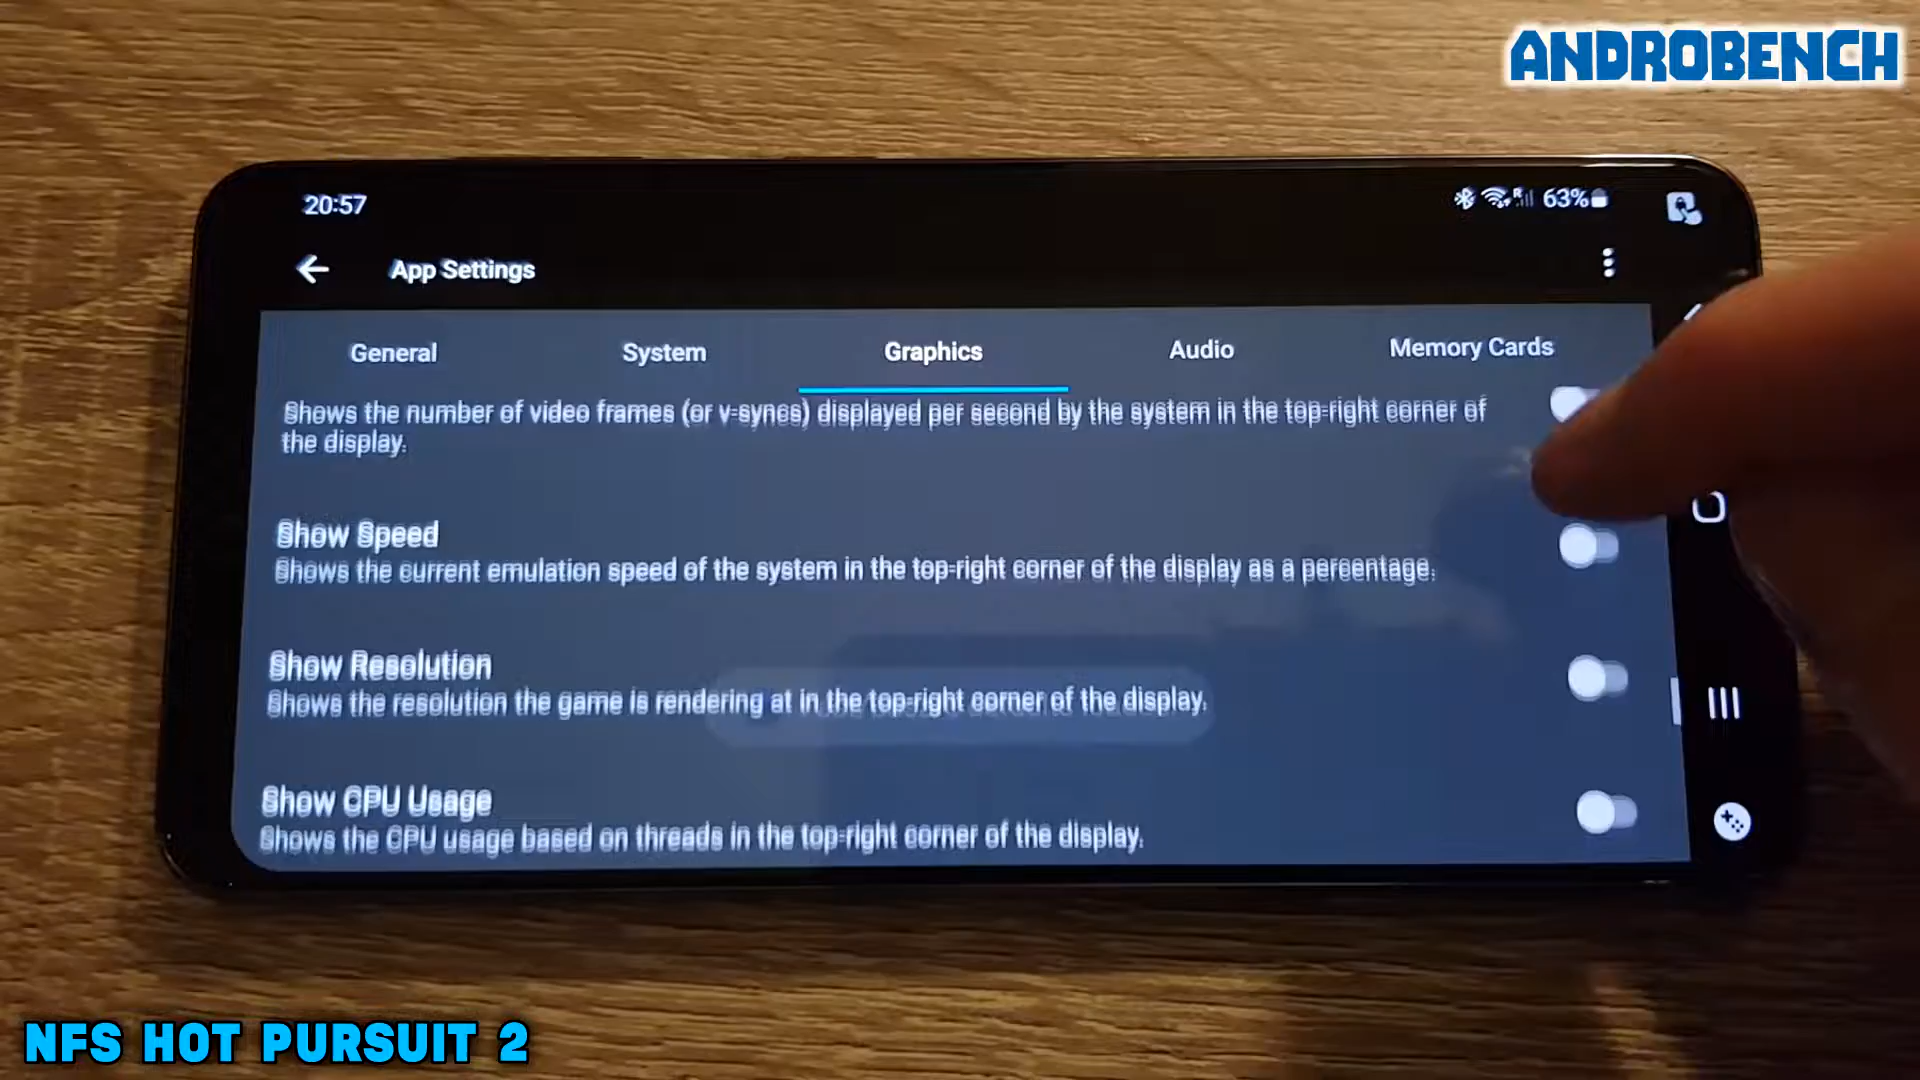 ANDROBENCH
20:57
63%
App Settings
General
System
Graphics
Audio
Memory Cards
Shows the number of video frames (or v-syncs) displayed per second by the system in the top-right corner of
the display.
Show Speed
Shows the current emulation speed of the system in the top-right corner of the display as a percentage.
Show Resolution
Shows the resolution the game is rendering at in the top-right corner of the display.
Show CPU Usage
Shows the CPU usage based on threads in the top-right corner of the display.
NFS HOT PURSUIT 2